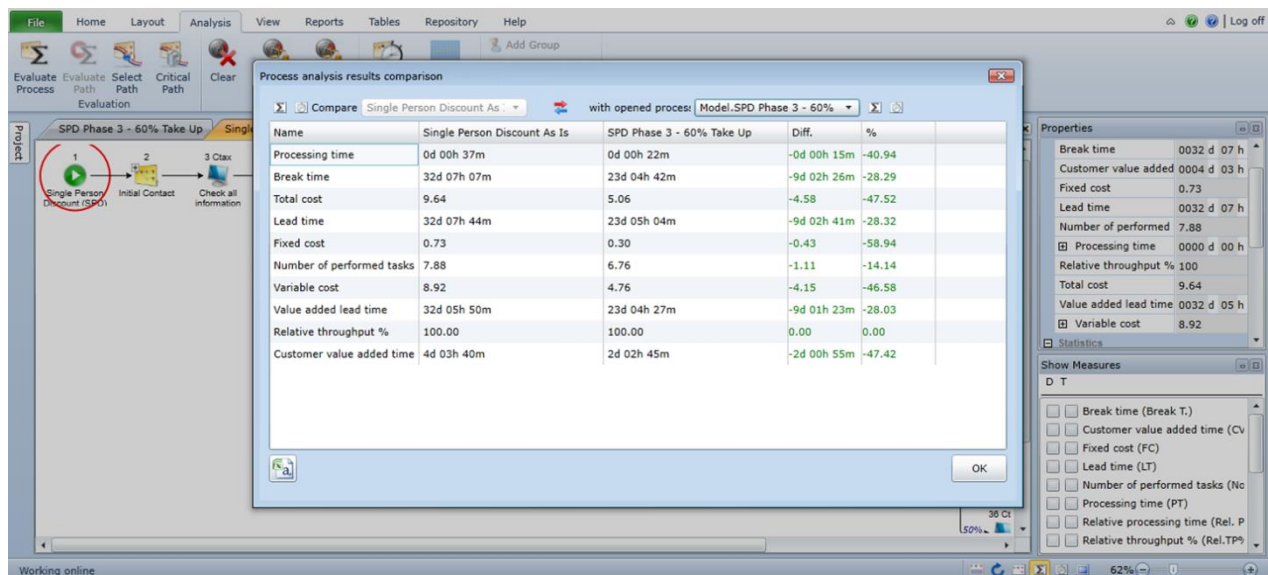 File Home Layout Analysis View Reports Tables Repository Help Log off
Add Group
Evaluate Process Evaluate Path Select Path Critical Path Clear
Evaluation
Project
SPD Phase 3 - 60% Take Up Single
1 2 3 Ctax
Single Person Discount (SPD) Initial Contact Check all information
Process analysis results comparison
Compare Single Person Discount As with opened proces: Model.SPD Phase 3 - 60%
Name Single Person Discount As Is SPD Phase 3 - 60% Take Up Diff. %
Processing time 0d 00h 37m 0d 00h 22m -0d 00h 15m -40.94
Break time 32d 07h 07m 23d 04h 42m -9d 02h 26m -28.29
Total cost 9.64 5.06 -4.58 -47.52
Lead time 32d 07h 44m 23d 05h 04m -9d 02h 41m -28.32
Fixed cost 0.73 0.30 -0.43 -58.94
Number of performed tasks 7.88 6.76 -1.11 -14.14
Variable cost 8.92 4.76 -4.15 -46.58
Value added lead time 32d 05h 50m 23d 04h 27m -9d 01h 23m -28.03
Relative throughput % 100.00 100.00 0.00 0.00
Customer value added time 4d 03h 40m 2d 02h 45m -2d 00h 55m -47.42
OK
Properties
Break time 0032 d 07 h
Customer value added 0004 d 03 h
Fixed cost 0.73
Lead time 0032 d 07 h
Number of performed 7.88
Processing time 0000 d 00 h
Relative throughput % 100
Total cost 9.64
Value added lead time 0032 d 05 h
Variable cost 8.92
Statistics
Show Measures
D T
Break time (Break T.)
Customer value added time (CV
Fixed cost (FC)
Lead time (LT)
Number of performed tasks (No
Processing time (PT)
Relative processing time (Rel. P
Relative throughput % (Rel.TP%
36 Ct
50%
Working online 62%